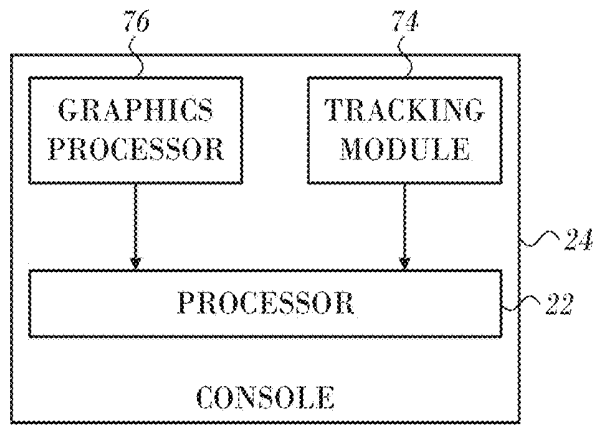 76
74
GRAPHICS
PROCESSOR
TRACKING
MODULE
24
PROCESSOR
22
CONSOLE